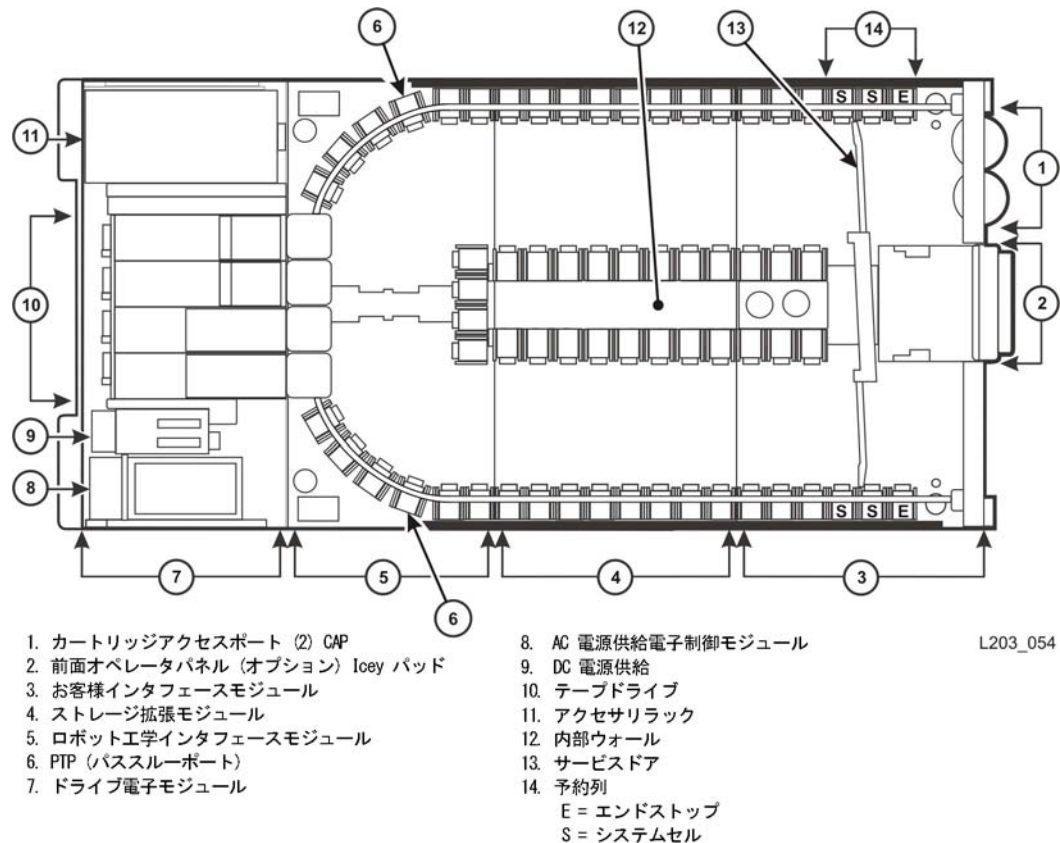 6
12
13
14
S S E
11
1
10
2
9
8
S S E
7
5
4
3
6
1. カートリッジアクセスポート (2) CAP
2. 前面オペレータパネル (オプション) Icey パッド
3. お客様インタフェースモジュール
4. ストレージ拡張モジュール
5. ロボット工学インタフェースモジュール
6. PTP (パススルーポート)
7. ドライブ電子モジュール
8. AC 電源供給電子制御モジュール
9. DC 電源供給
10. テープドライブ
11. アクセサリラック
12. 内部ウォール
13. サービスドア
14. 予約列
E = エンドストップ
S = システムセル
L203_054